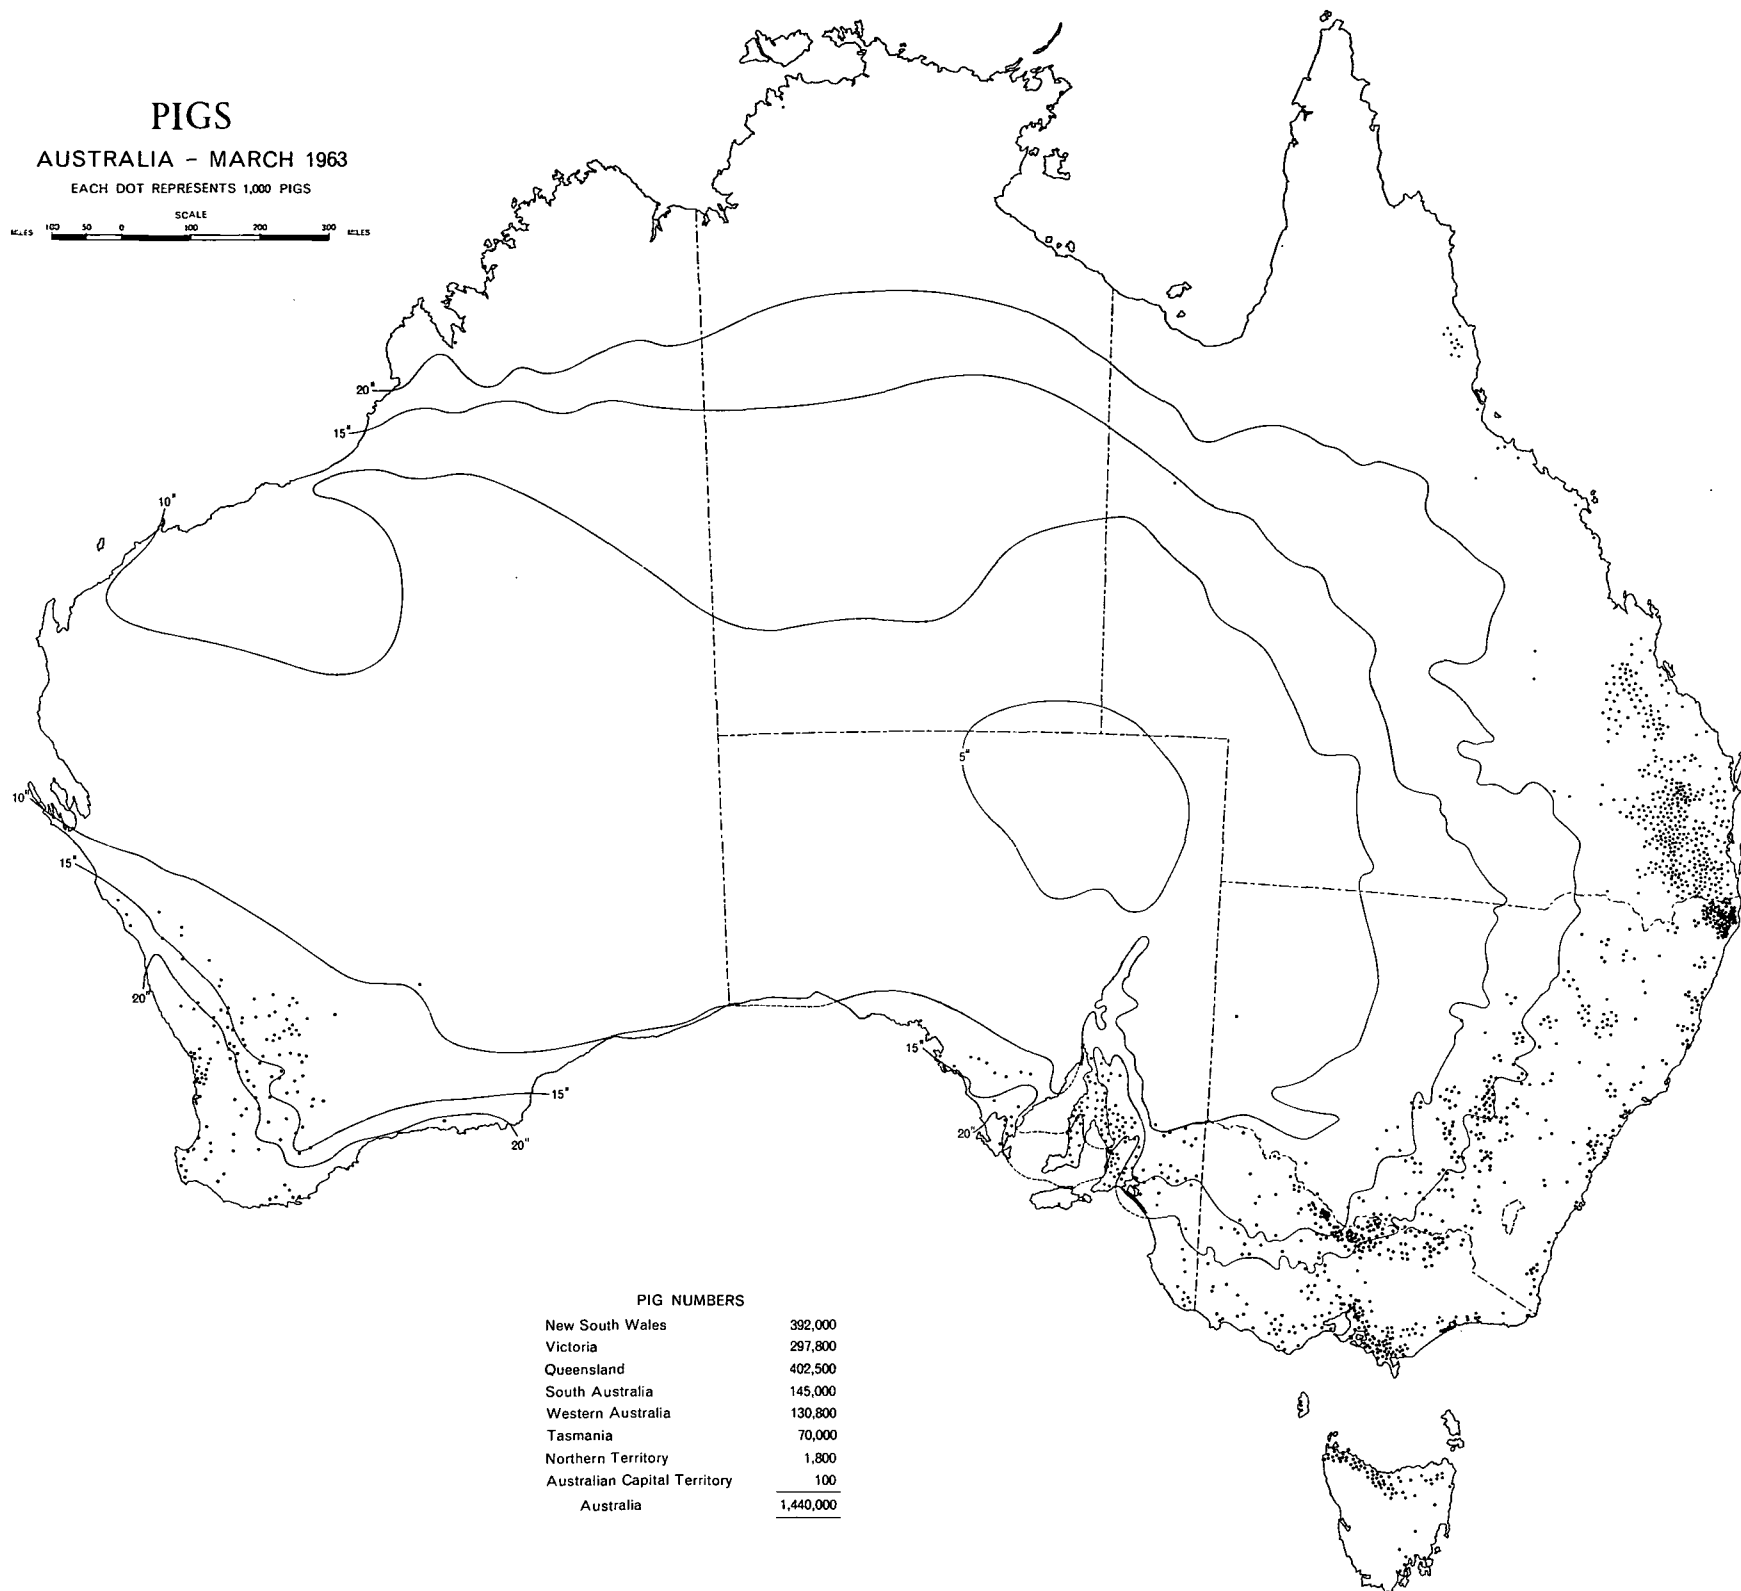 PIGS
AUSTRALIA - MARCH 1963
EACH DOT REPRESENTS 1,000 PIGS
SCALE
MILES 100 50 0 100 200 300 MILES
20"
15"
10"
5"
10"
15"
20"
15"
20"
15"
20"
PIG NUMBERS
New South Wales 392,000
Victoria 297,800
Queensland 402,500
South Australia 145,000
Western Australia 130,800
Tasmania 70,000
Northern Territory 1,800
Australian Capital Territory 100
Australia 1,440,000